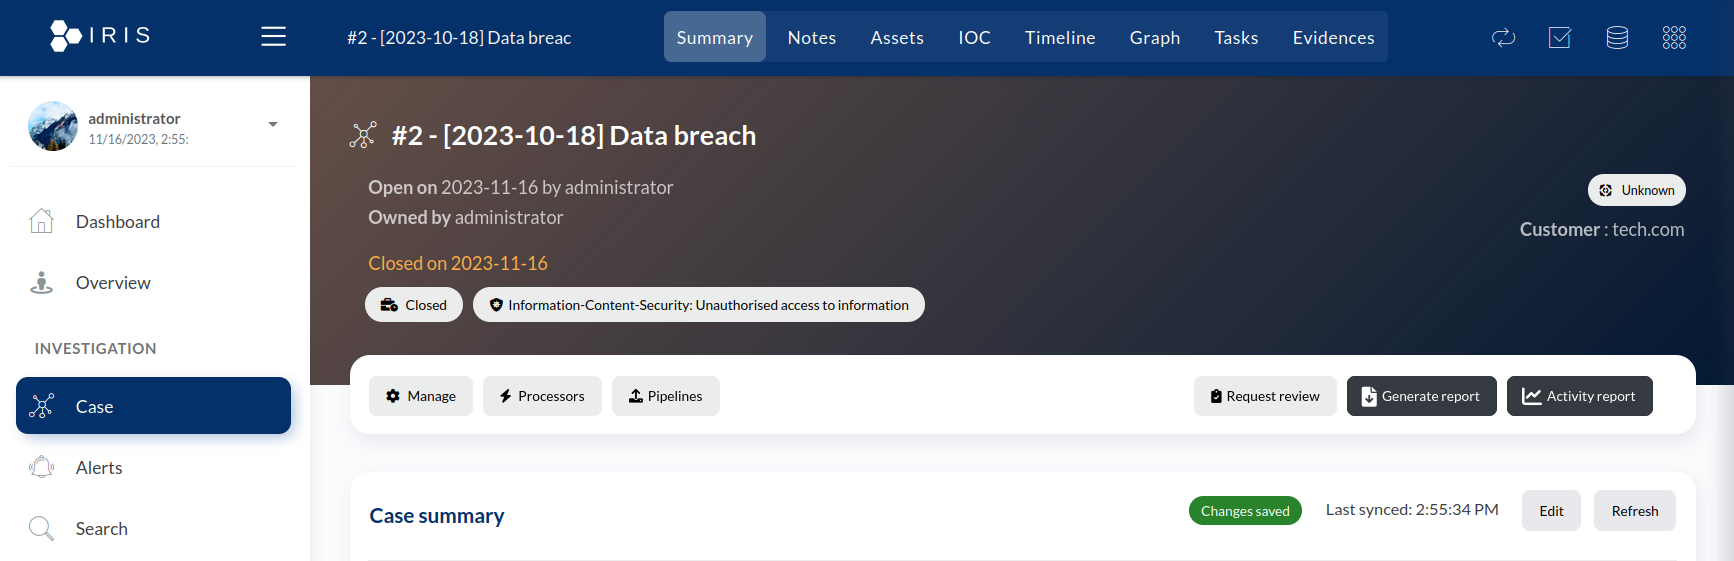 IRIS
#2 - [2023-10-18] Data breac
Summary Notes Assets IOC Timeline Graph Tasks Evidences
administrator
11/16/2023, 2:55:
Dashboard
Overview
INVESTIGATION
Case
Alerts
Search
#2 - [2023-10-18] Data breach
Open on 2023-11-16 by administrator
Owned by administrator
Unknown
Customer : tech.com
Closed on 2023-11-16
Closed Information-Content-Security: Unauthorised access to information
Manage Processors Pipelines Request review Generate report Activity report
Case summary Changes saved Last synced: 2:55:34 PM Edit Refresh